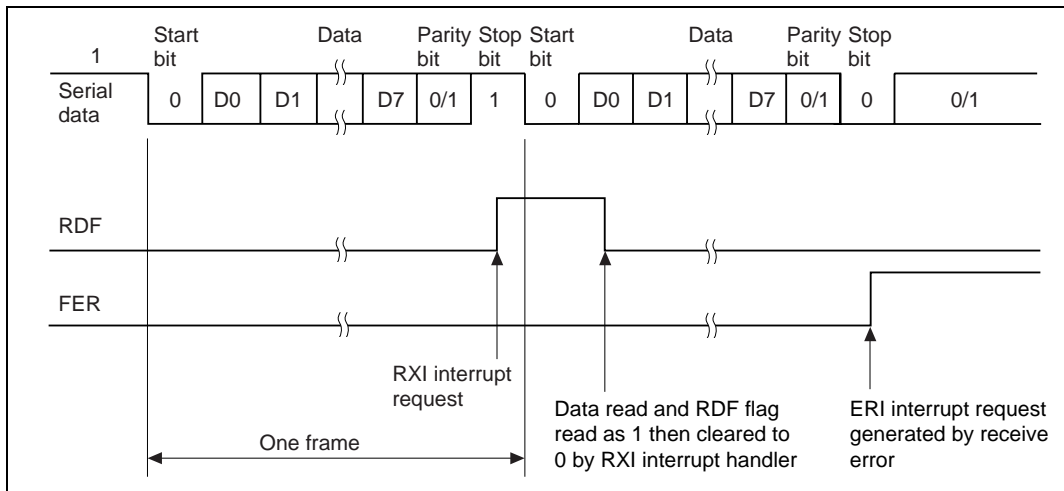 Start bit
Data
Parity bit
Stop bit
Start bit
Data
Parity bit
Stop bit
1
Serial data
0
D0
D1
D7
0/1
1
0
D0
D1
D7
0/1
0
0/1
RDF
FER
RXI interrupt
request
Data read and RDF flag
read as 1 then cleared to
0 by RXI interrupt handler
ERI interrupt request
generated by receive
error
One frame